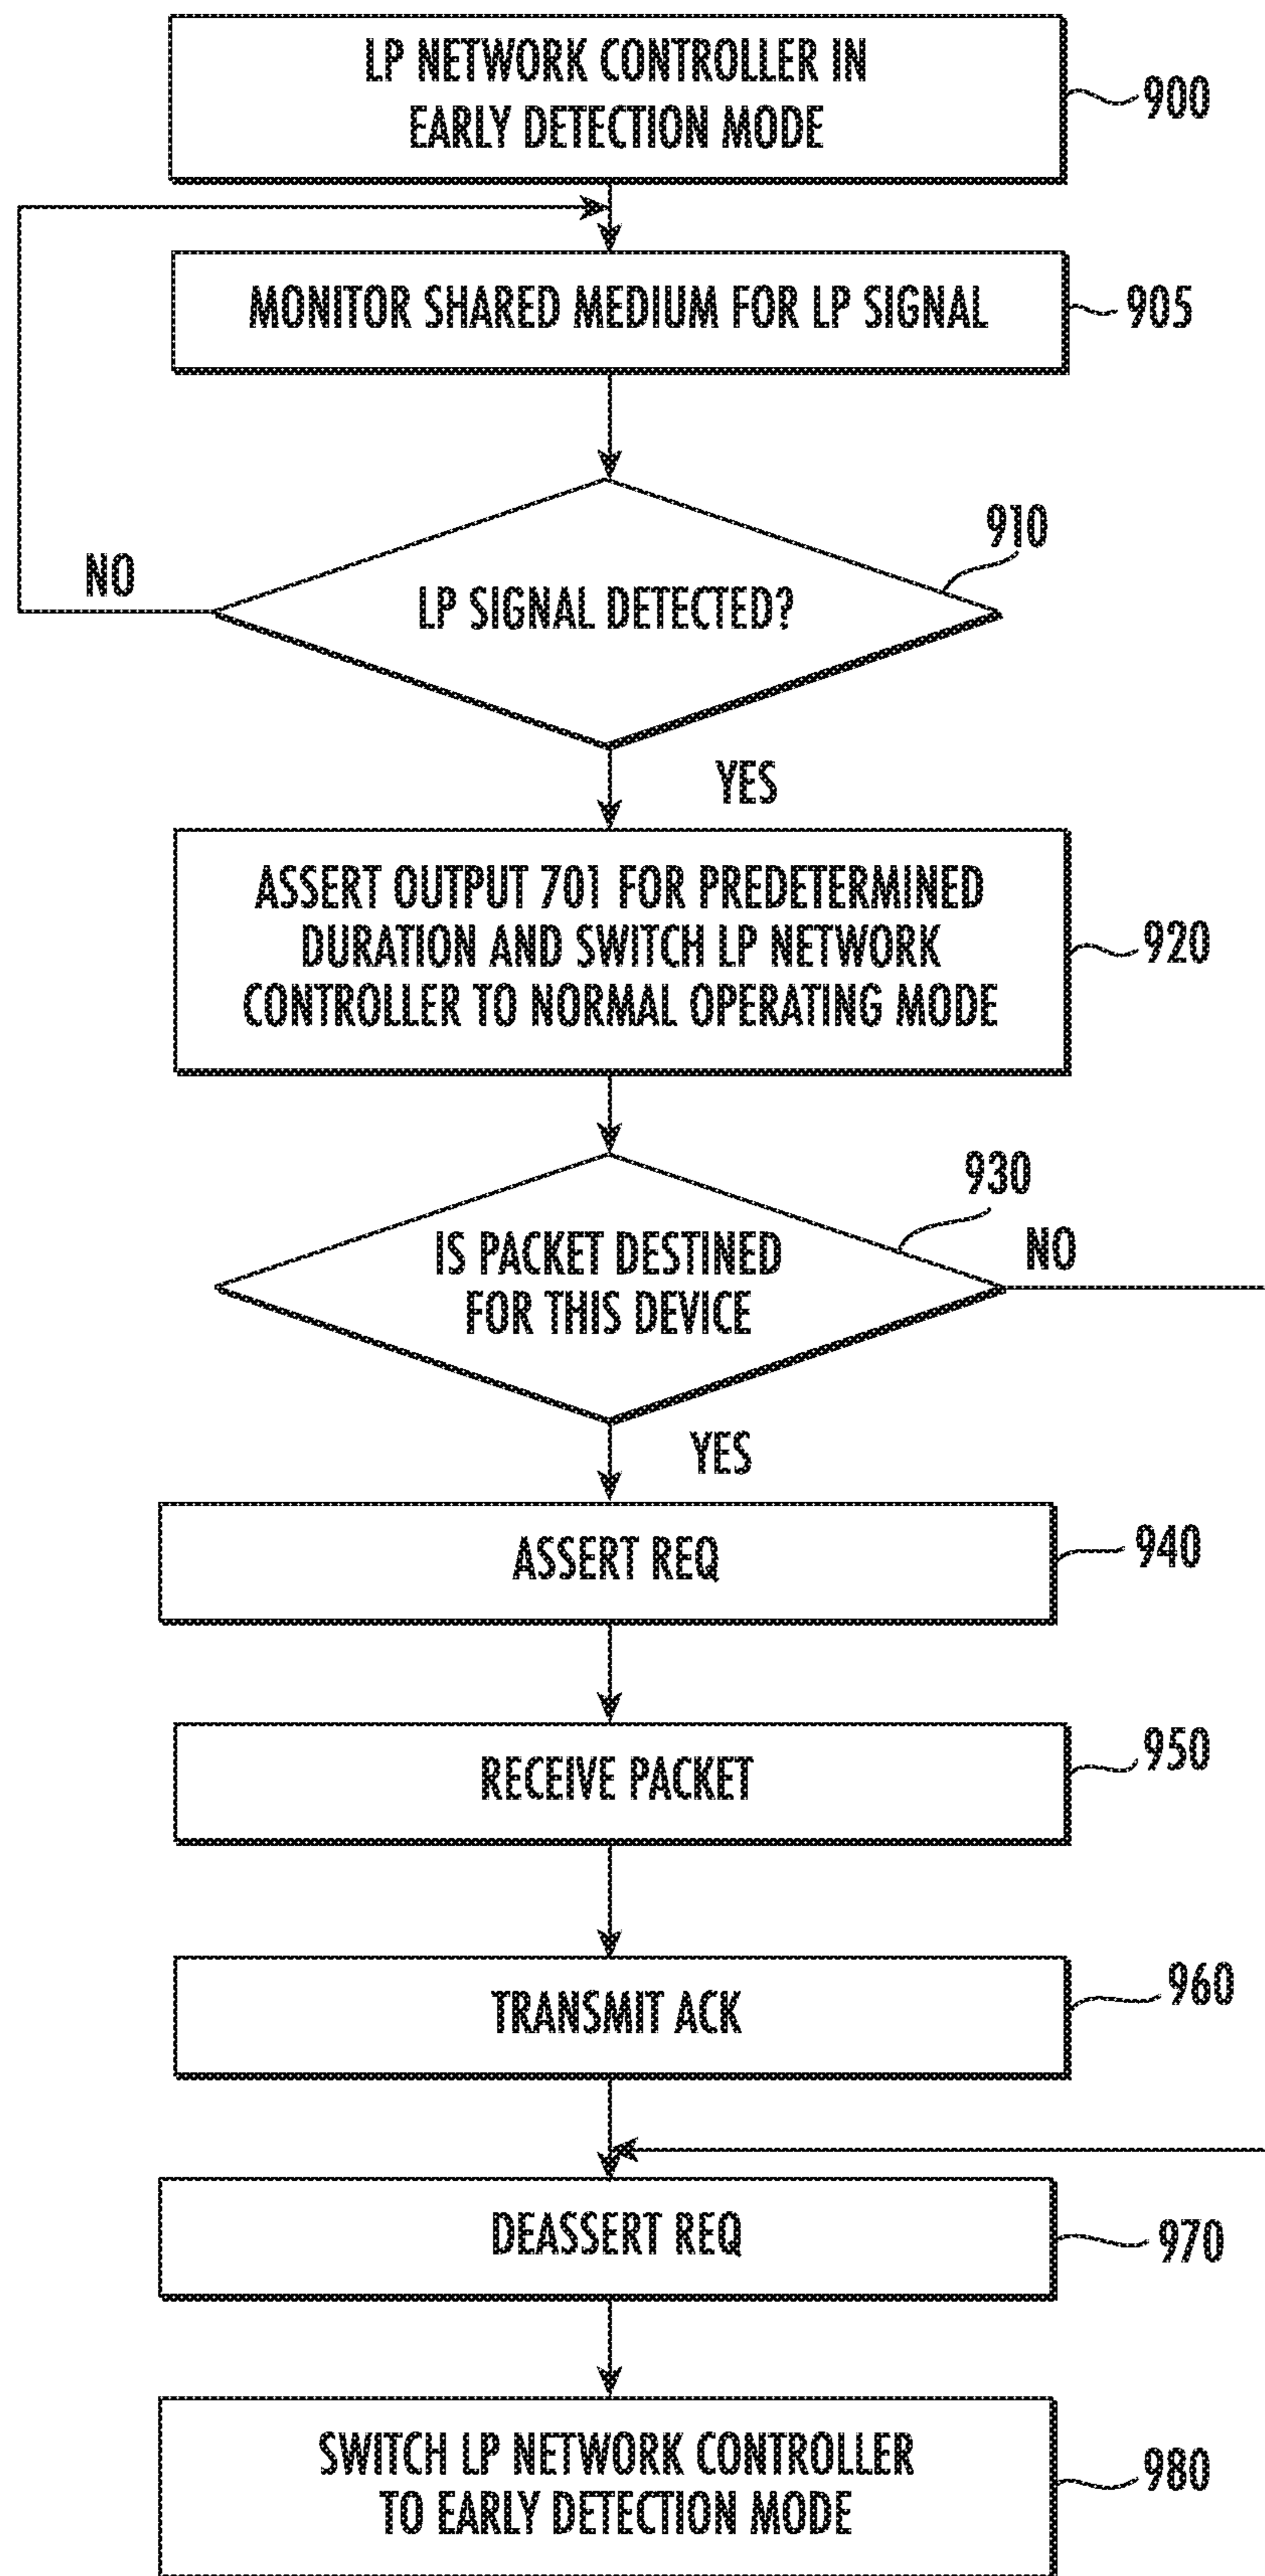 LP NETWORK CONTROLLER IN
EARLY DETECTION MODE
900
MONITOR SHARED MEDIUM FOR LP SIGNAL
905
910
NO
LP SIGNAL DETECTED?
YES
ASSERT OUTPUT 701 FOR PREDETERMINED
DURATION AND SWITCH LP NETWORK
CONTROLLER TO NORMAL OPERATING MODE
920
930
NO
IS PACKET DESTINED
FOR THIS DEVICE
YES
ASSERT REQ
940
RECEIVE PACKET
950
TRANSMIT ACK
960
DEASSERT REQ
970
SWITCH LP NETWORK CONTROLLER
TO EARLY DETECTION MODE
980